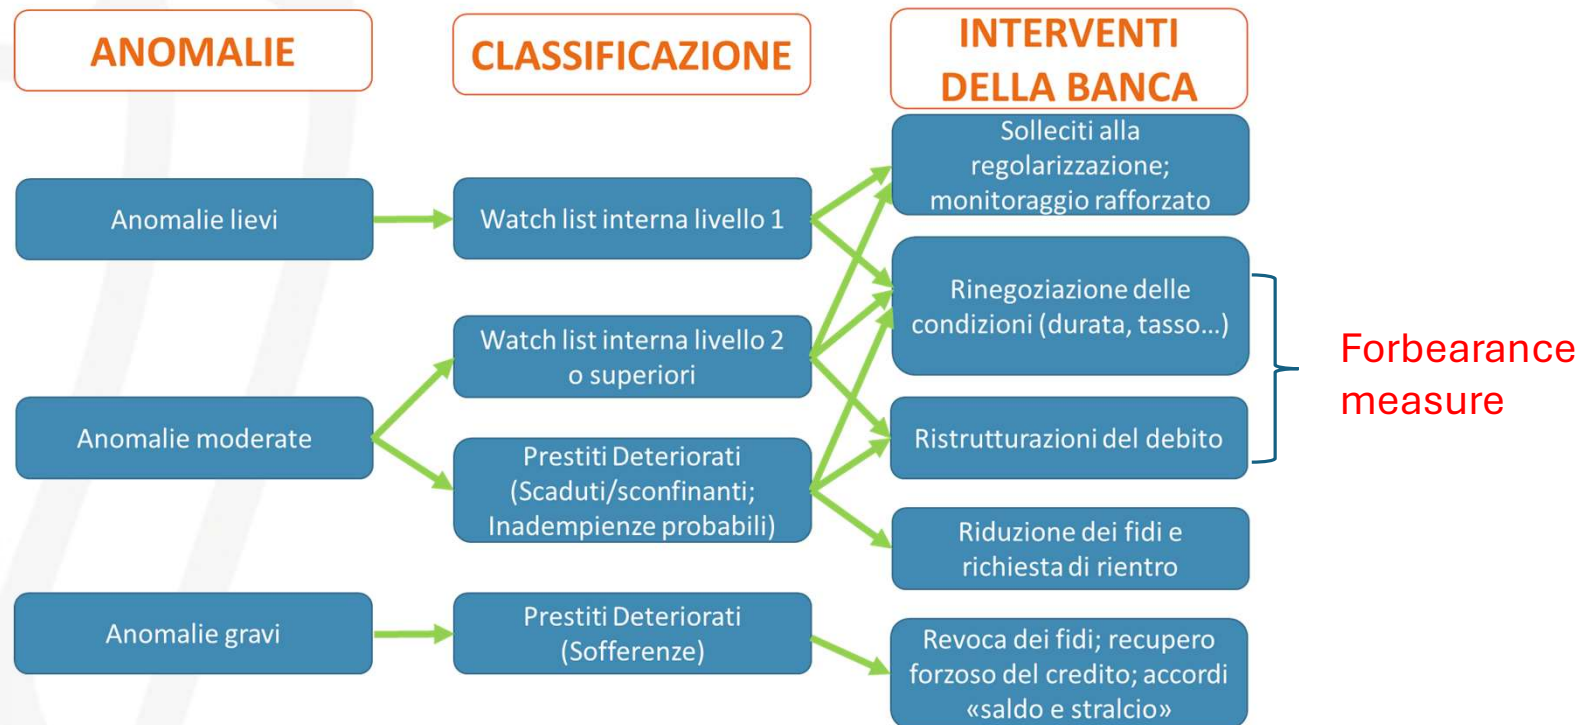 ANOMALIE
CLASSIFICAZIONE
INTERVENTI
DELLA BANCA
Anomalie lievi
Watch list interna livello 1
Solleciti alla
regolarizzazione;
monitoraggio rafforzato
Rinegoziazione delle
condizioni (durata, tasso...)
Forbearance
measure
Anomalie moderate
Watch list interna livello 2
o superiori
Prestiti Deteriorati
(Scaduti/sconfinanti;
Inadempienze probabili)
Ristrutturazioni del debito
Riduzione dei fidi e
richiesta di rientro
Anomalie gravi
Prestiti Deteriorati
(Sofferenze)
Revoca dei fidi; recupero
forzoso del credito; accordi
«saldo e stralcio»